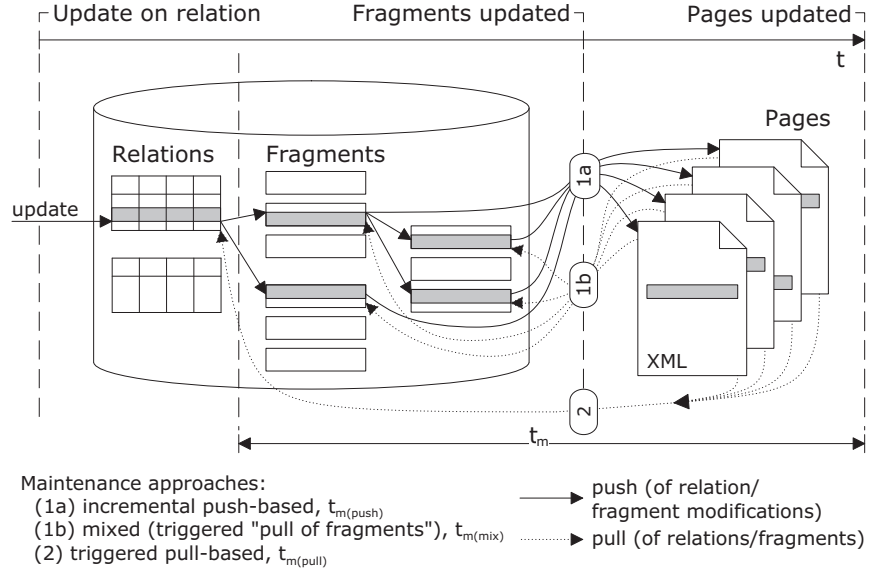 Update on relation
Fragments updated
Pages updated
t
Pages
Relations
Fragments
1a
update
1b
XML
2
tm
Maintenance approaches:
(1a) incremental push-based, tm(push)
(1b) mixed (triggered "pull of fragments"), tm(mix)
(2) triggered pull-based, tm(pull)
push (of relation/
fragment modifications)
pull (of relations/fragments)